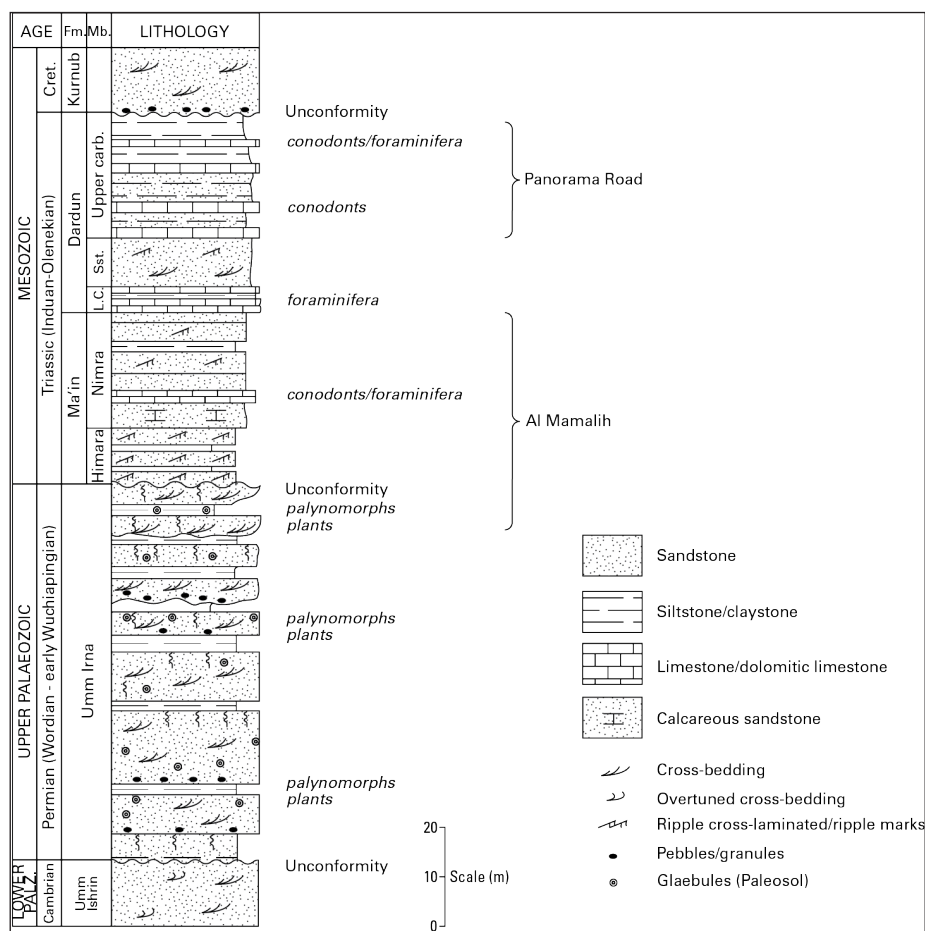 AGE Fm. Mb. LITHOLOGY
MESOZOIC
Cret.
Kurnub
Unconformity
Triassic (Induan-Olenekian)
Dardun
Upper carb.
conodonts/foraminifera
Panorama Road
conodonts
Sst.
L.C.
foraminifera
Ma'in
Nimra
conodonts/foraminifera
Al Mamalih
Himara
Unconformity
palynomorphs
plants
UPPER PALAEOZOIC
Permian (Wordian - early Wuchiapingian)
Umm Irna
palynomorphs
plants
palynomorphs
plants
Unconformity
LOWER
PALZ.
Cambrian
Umm
Ishrin
20
10
Scale (m)
0
Sandstone
Siltstone/claystone
Limestone/dolomitic limestone
Calcareous sandstone
Cross-bedding
Overtuned cross-bedding
Ripple cross-laminated/ripple marks
Pebbles/granules
Glaebules (Paleosol)